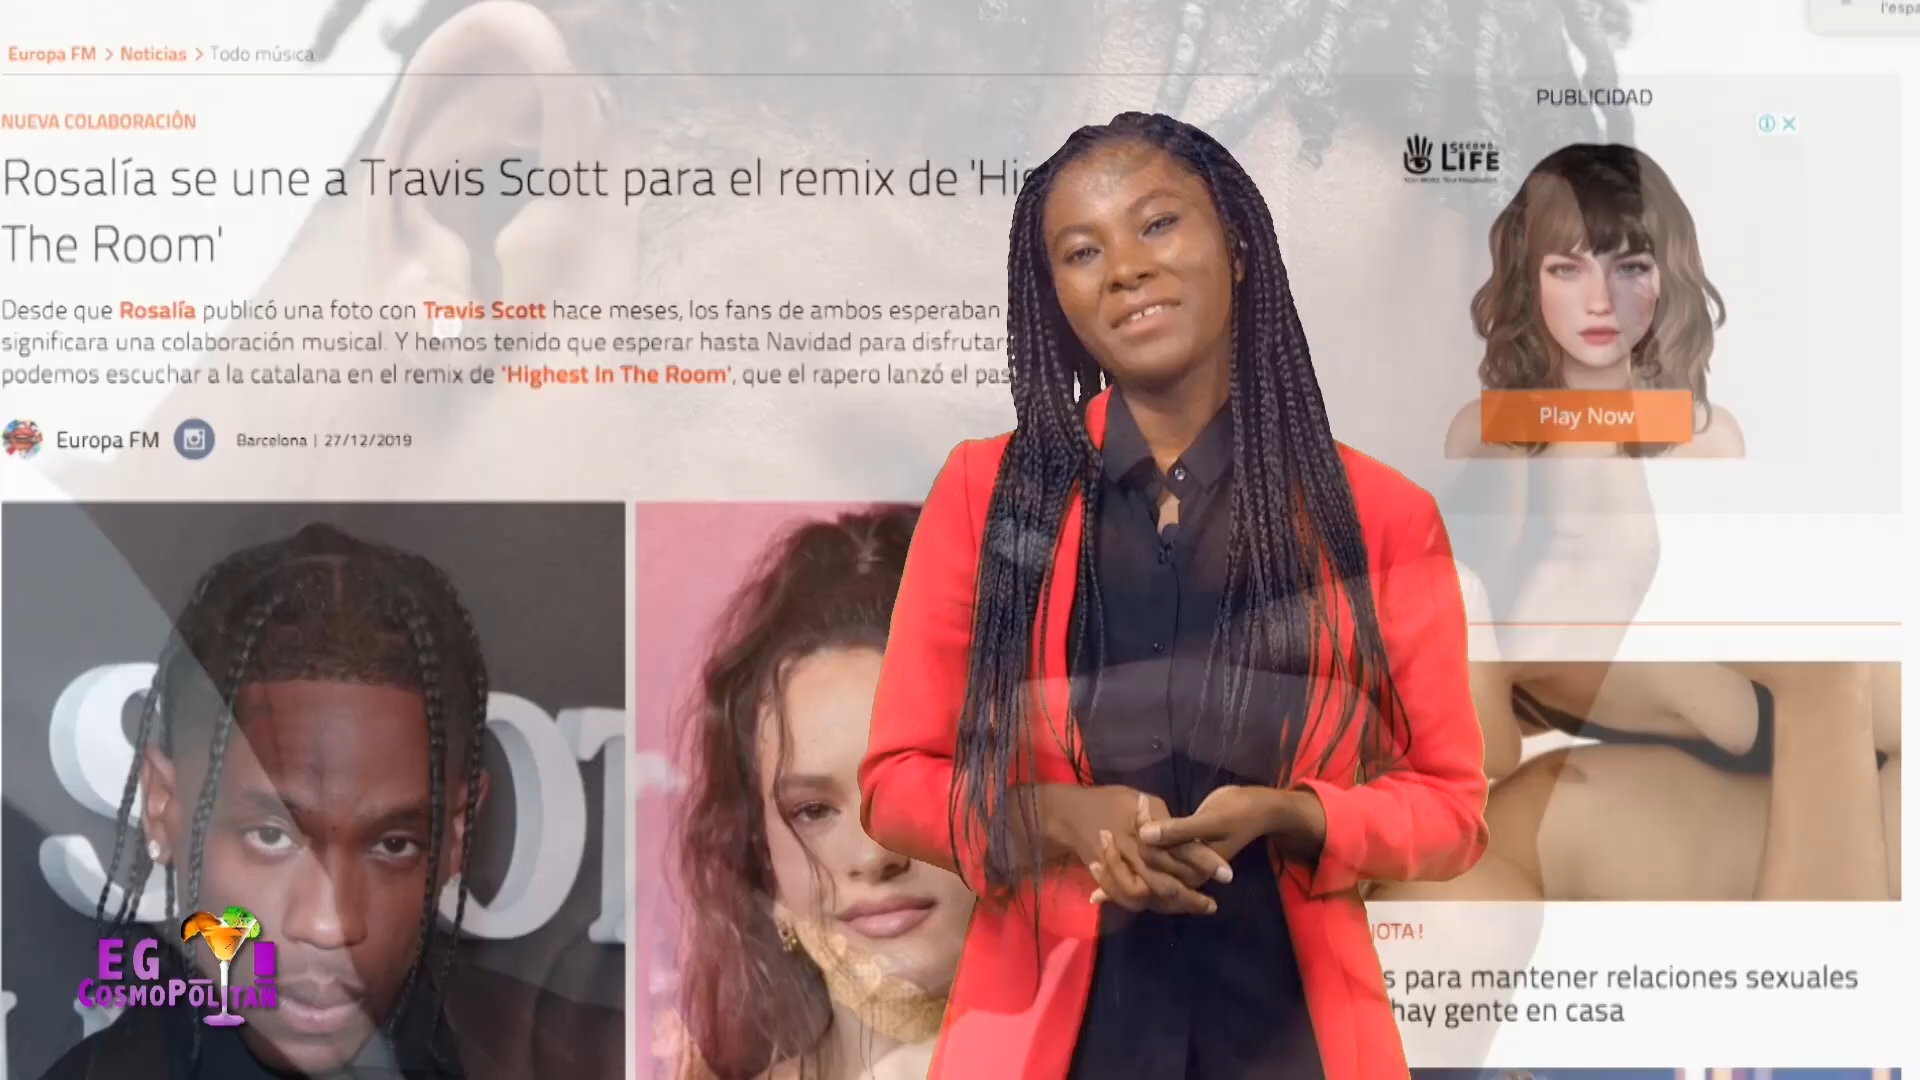 l'espa
Europa FM > Noticias > Todo música
PUBLICIDAD
NUEVA COLABORACIÓN
SECOND LIFE
Rosalía se une a Travis Scott para el remix de 'Hig
The Room'
Desde que Rosalía publicó una foto con Travis Scott hace meses, los fans de ambos esperaban
significara una colaboración musical. Y hemos tenido que esperar hasta Navidad para disfrutar
podemos escuchar a la catalana en el remix de 'Highest In The Room', que el rapero lanzó el pas
Play Now
Europa FM
Barcelona | 27/12/2019
EG
COSMOPOLITAN
IOTA!
s para mantener relaciones sexuales
hay gente en casa